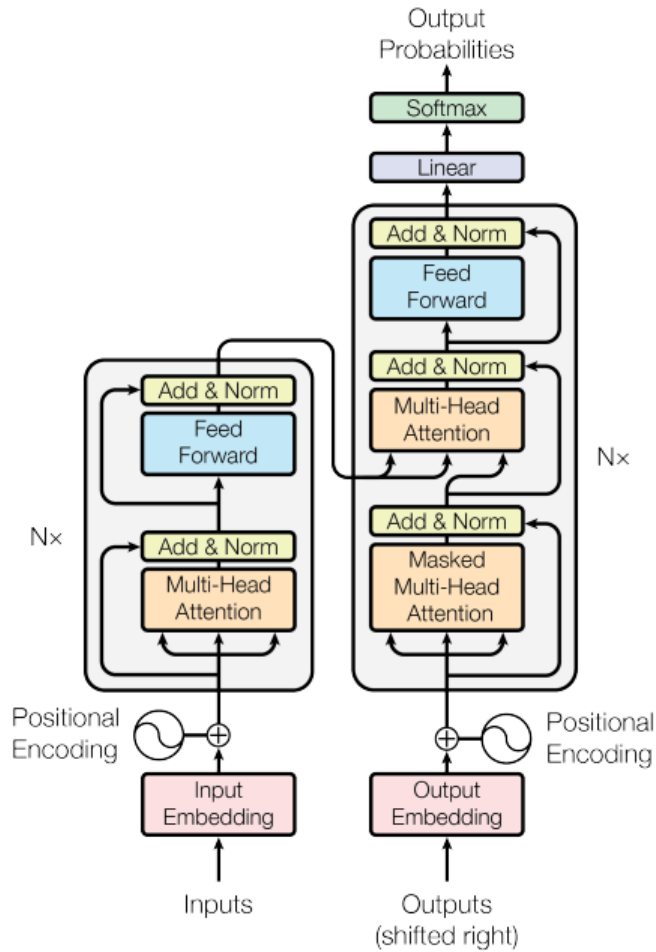 Output
Probabilities
Softmax
Linear
Add & Norm
Feed
Forward
Add & Norm
Multi-Head
Attention
Add & Norm
Masked
Multi-Head
Attention
Nx
Add & Norm
Feed
Forward
Add & Norm
Multi-Head
Attention
Nx
Positional
Encoding
Positional
Encoding
Input
Embedding
Output
Embedding
Inputs
Outputs
(shifted right)